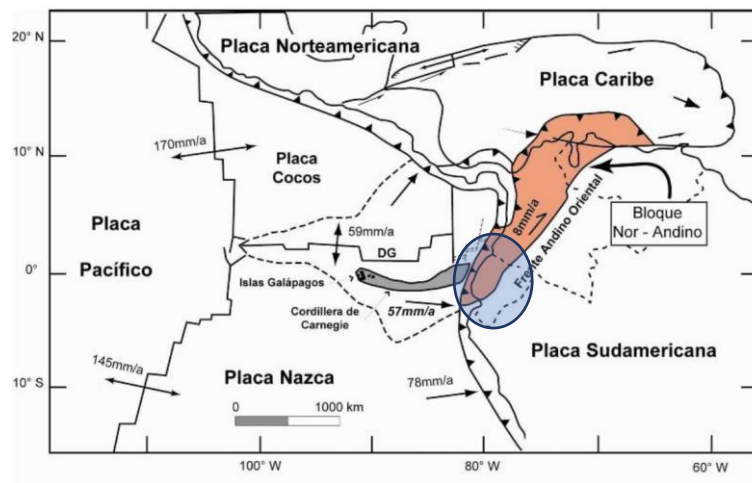 20° N
Placa Norteamericana
Placa Caribe
170mm/a
10° N
Placa
Cocos
8mm/a
Bloque
Nor - Andino
Placa
59mm/a
DG
Frente Andino Oriental
0°
Pacífico
Islas Galápagos
Cordillera de
Carnegie
57mm/a
Placa Sudamericana
145mm/a
Placa Nazca
78mm/a
10° S
0
1000 km
100° W
80° W
60° W